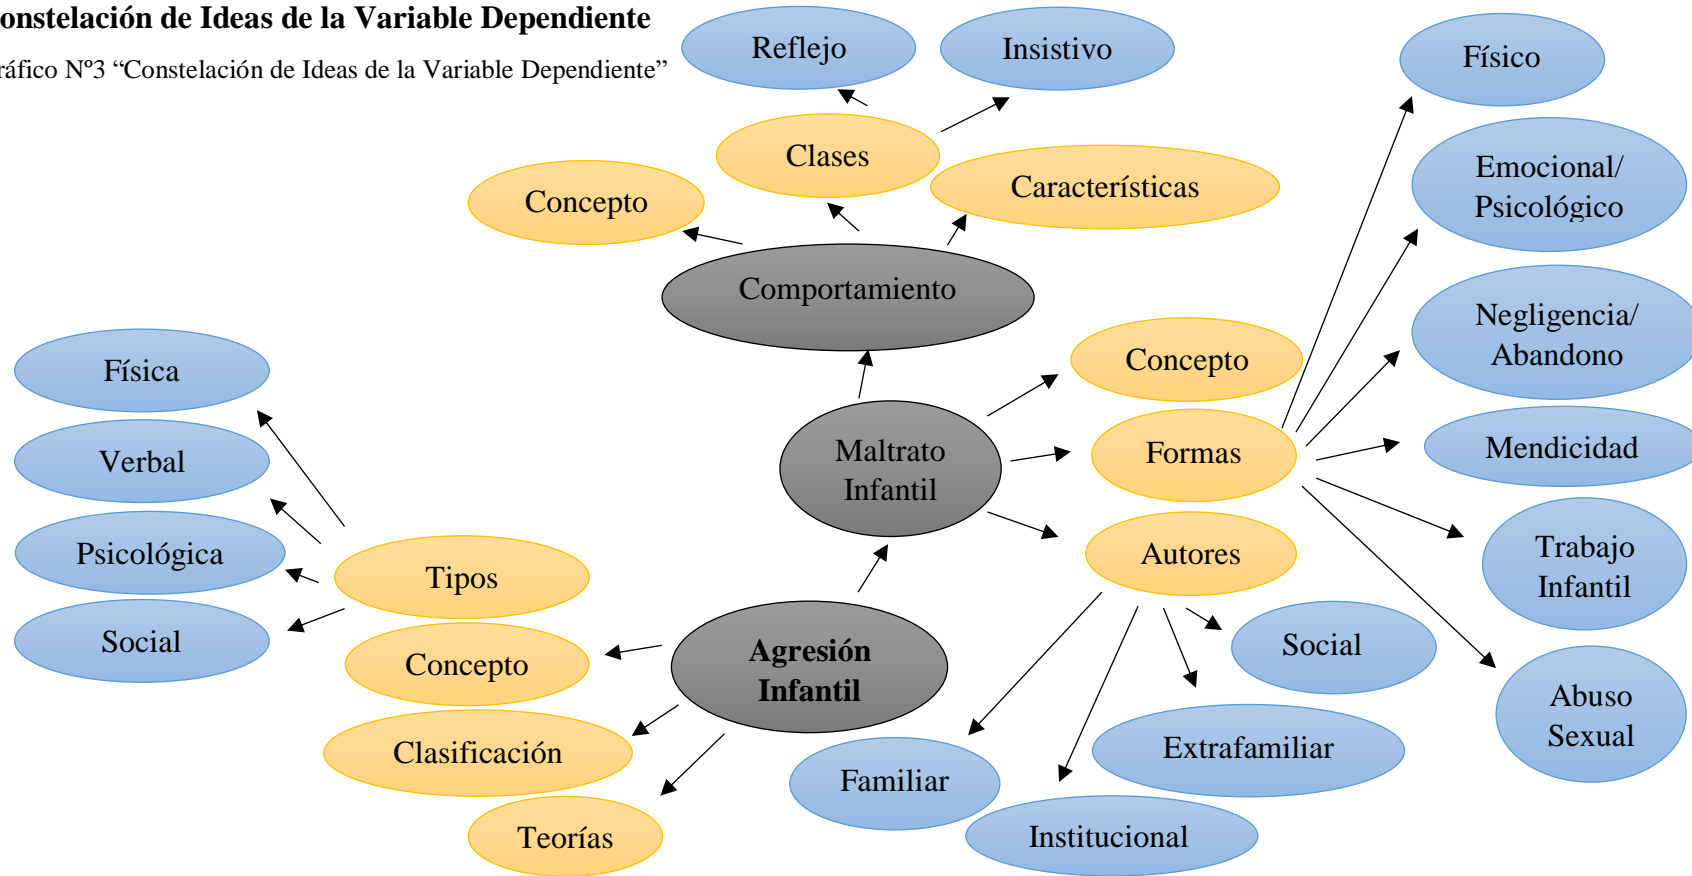 onstelación de Ideas de la Variable Dependiente
ráfico Nº3 “Constelación de Ideas de la Variable Dependiente”
Reflejo
Insistivo
Físico
Clases
Emocional/
Psicológico
Concepto
Características
Comportamiento
Negligencia/
Abandono
Física
Concepto
Verbal
Maltrato
Infantil
Formas
Mendicidad
Psicológica
Tipos
Autores
Trabajo
Infantil
Social
Concepto
Agresión
Infantil
Social
Abuso
Sexual
Clasificación
Extrafamiliar
Familiar
Teorías
Institucional